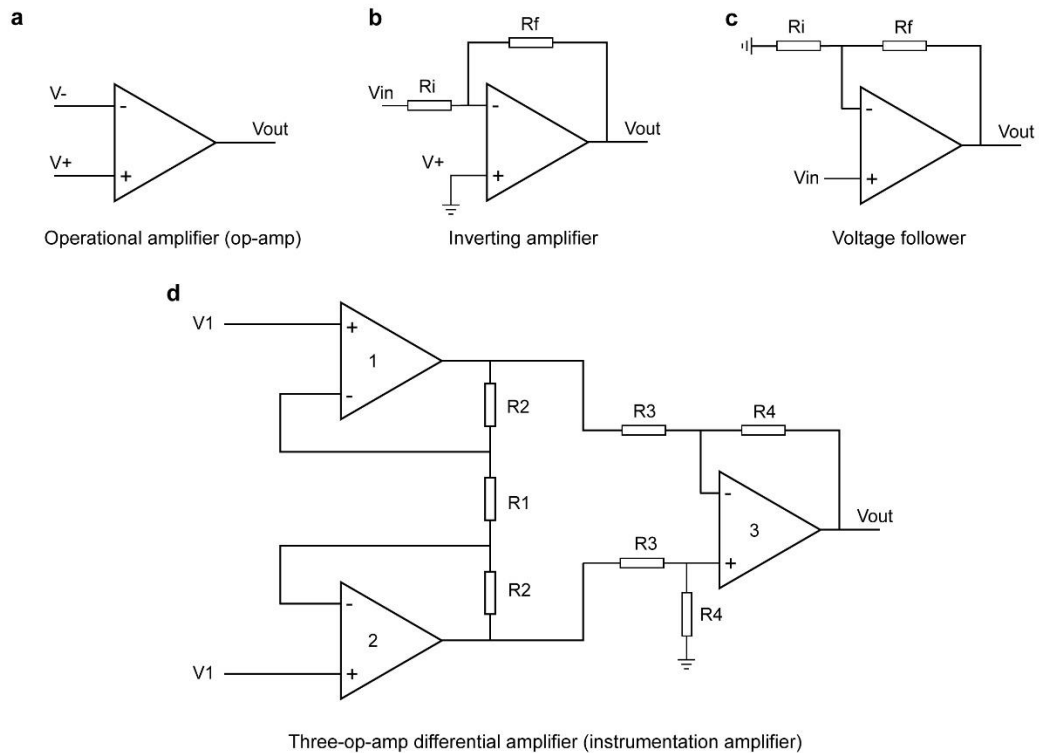 a
V-
V+
-
+
Vout
Operational amplifier (op-amp)
b
Rf
Vin
Ri
-
V+
+
Vout
Inverting amplifier
c
Ri
Rf
-
Vin
+
Vout
Voltage follower
d
V1
+
1
-
R2
R1
R2
-
2
V1
+
R3
R4
-
3
Vout
R3
+
R4
Three-op-amp differential amplifier (instrumentation amplifier)